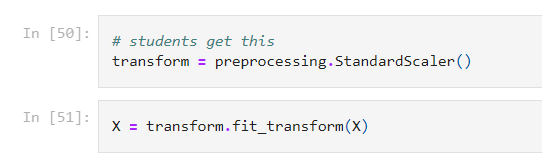 In [50]:
# students get this
transform = preprocessing.StandardScaler()
In [51]:
X = transform.fit_transform(X)